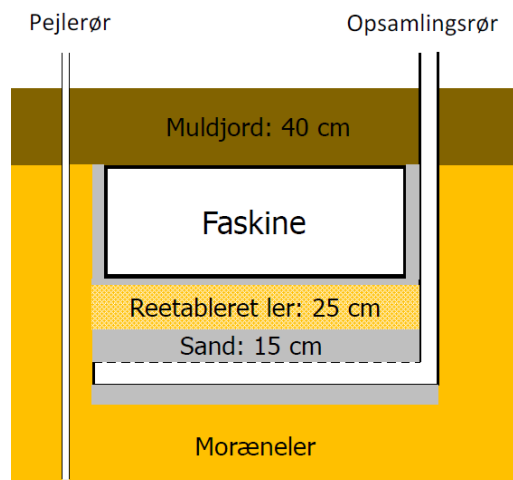 Pejlerør
Opsamlingsrør
Muldjord: 40 cm
Faskine
Reetableret ler: 25 cm
Sand: 15 cm
Moræneler